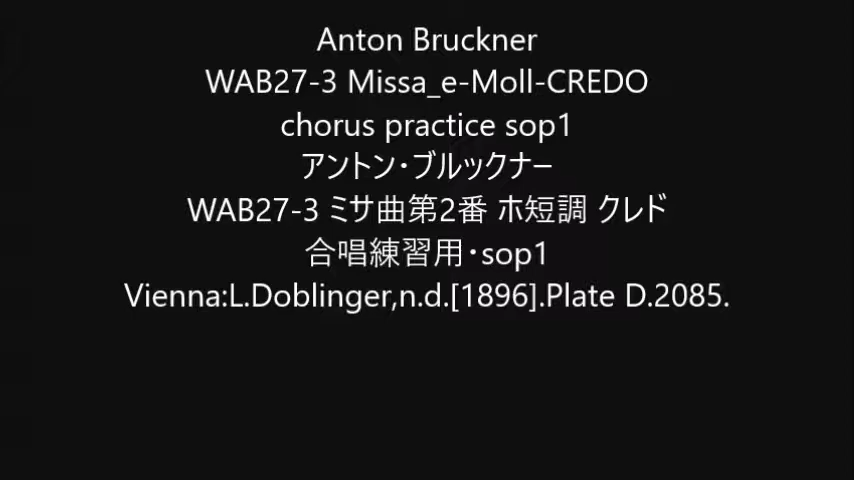 Anton Bruckner
WAB27-3 Missa_e-Moll-CREDO
chorus practice sop1
アントン・ブルックナー
WAB27-3 ミサ曲第2番 ホ短調 クレド
合唱練習用・sop1
Vienna:L.Doblinger,n.d.[1896].Plate D.2085.